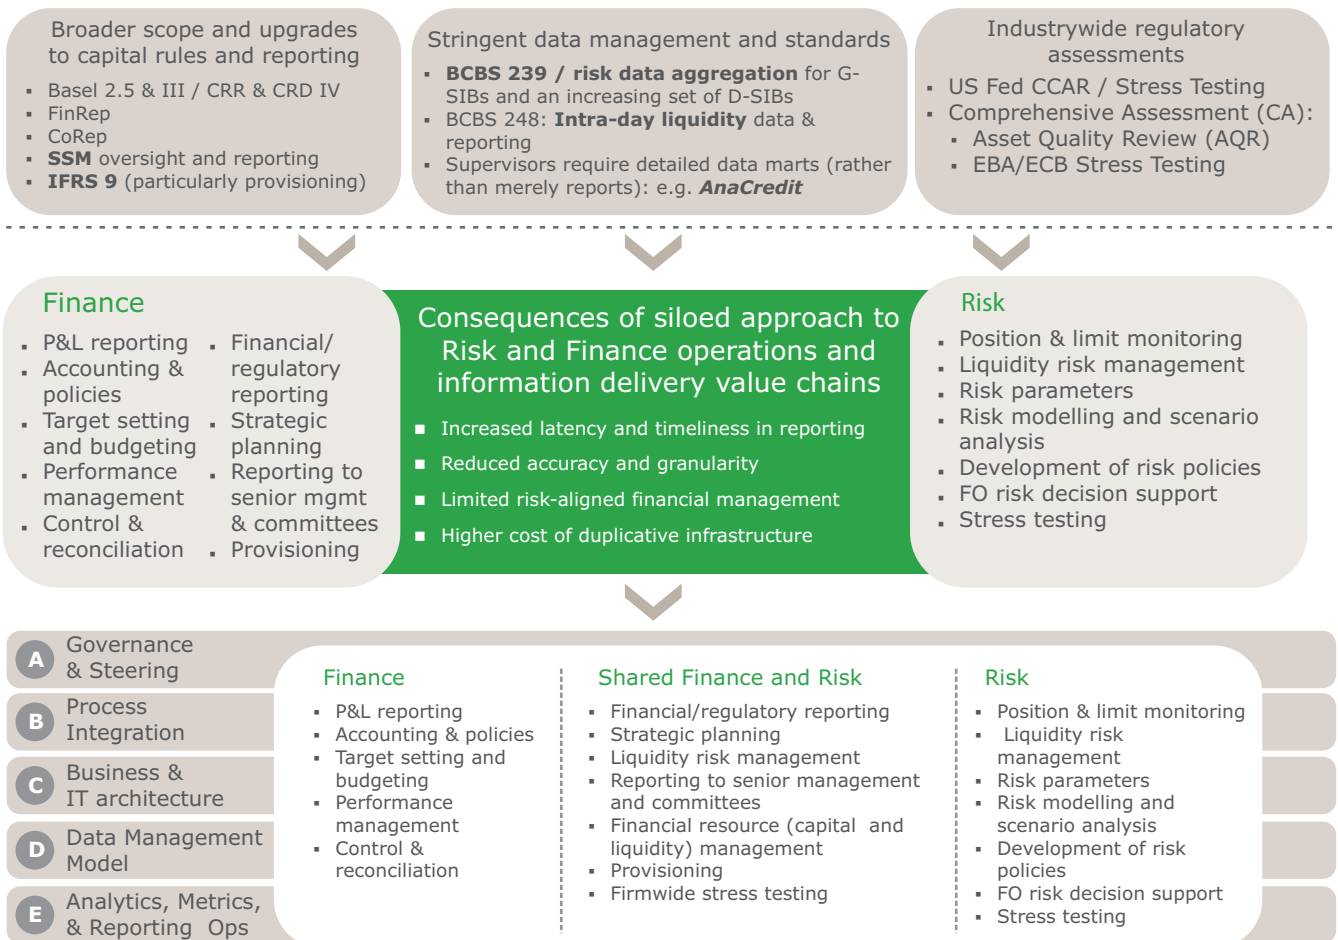 Broader scope and upgrades
to capital rules and reporting
▪ Basel 2.5 & III / CRR & CRD IV
▪ FinRep
▪ CoRep
▪ SSM oversight and reporting
▪ IFRS 9 (particularly provisioning)
Stringent data management and standards
▪ BCBS 239 / risk data aggregation for G-
SIBs and an increasing set of D-SIBs
▪ BCBS 248: Intra-day liquidity data &
reporting
▪ Supervisors require detailed data marts (rather
than merely reports): e.g. AnaCredit
Industrywide regulatory
assessments
▪ US Fed CCAR / Stress Testing
▪ Comprehensive Assessment (CA):
▪ Asset Quality Review (AQR)
▪ EBA/ECB Stress Testing
Finance
▪ P&L reporting
▪ Accounting &
policies
▪ Target setting
and budgeting
▪ Performance
management
▪ Control &
reconciliation
▪ Financial/
regulatory
reporting
▪ Strategic
planning
▪ Reporting to
senior mgmt
& committees
▪ Provisioning
Consequences of siloed approach to
Risk and Finance operations and
information delivery value chains
▪ Increased latency and timeliness in reporting
▪ Reduced accuracy and granularity
▪ Limited risk-aligned financial management
▪ Higher cost of duplicative infrastructure
Risk
▪ Position & limit monitoring
▪ Liquidity risk management
▪ Risk parameters
▪ Risk modelling and scenario
analysis
▪ Development of risk policies
▪ FO risk decision support
▪ Stress testing
A Governance
& Steering
B Process
Integration
C Business &
IT architecture
D Data Management
Model
E Analytics, Metrics,
& Reporting Ops
Finance
▪ P&L reporting
▪ Accounting & policies
▪ Target setting and
budgeting
▪ Performance
management
▪ Control &
reconciliation
Shared Finance and Risk
▪ Financial/regulatory reporting
▪ Strategic planning
▪ Liquidity risk management
▪ Reporting to senior management
and committees
▪ Financial resource (capital and
liquidity) management
▪ Provisioning
▪ Firmwide stress testing
Risk
▪ Position & limit monitoring
▪ Liquidity risk
management
▪ Risk parameters
▪ Risk modelling and
scenario analysis
▪ Development of risk
policies
▪ FO risk decision support
▪ Stress testing